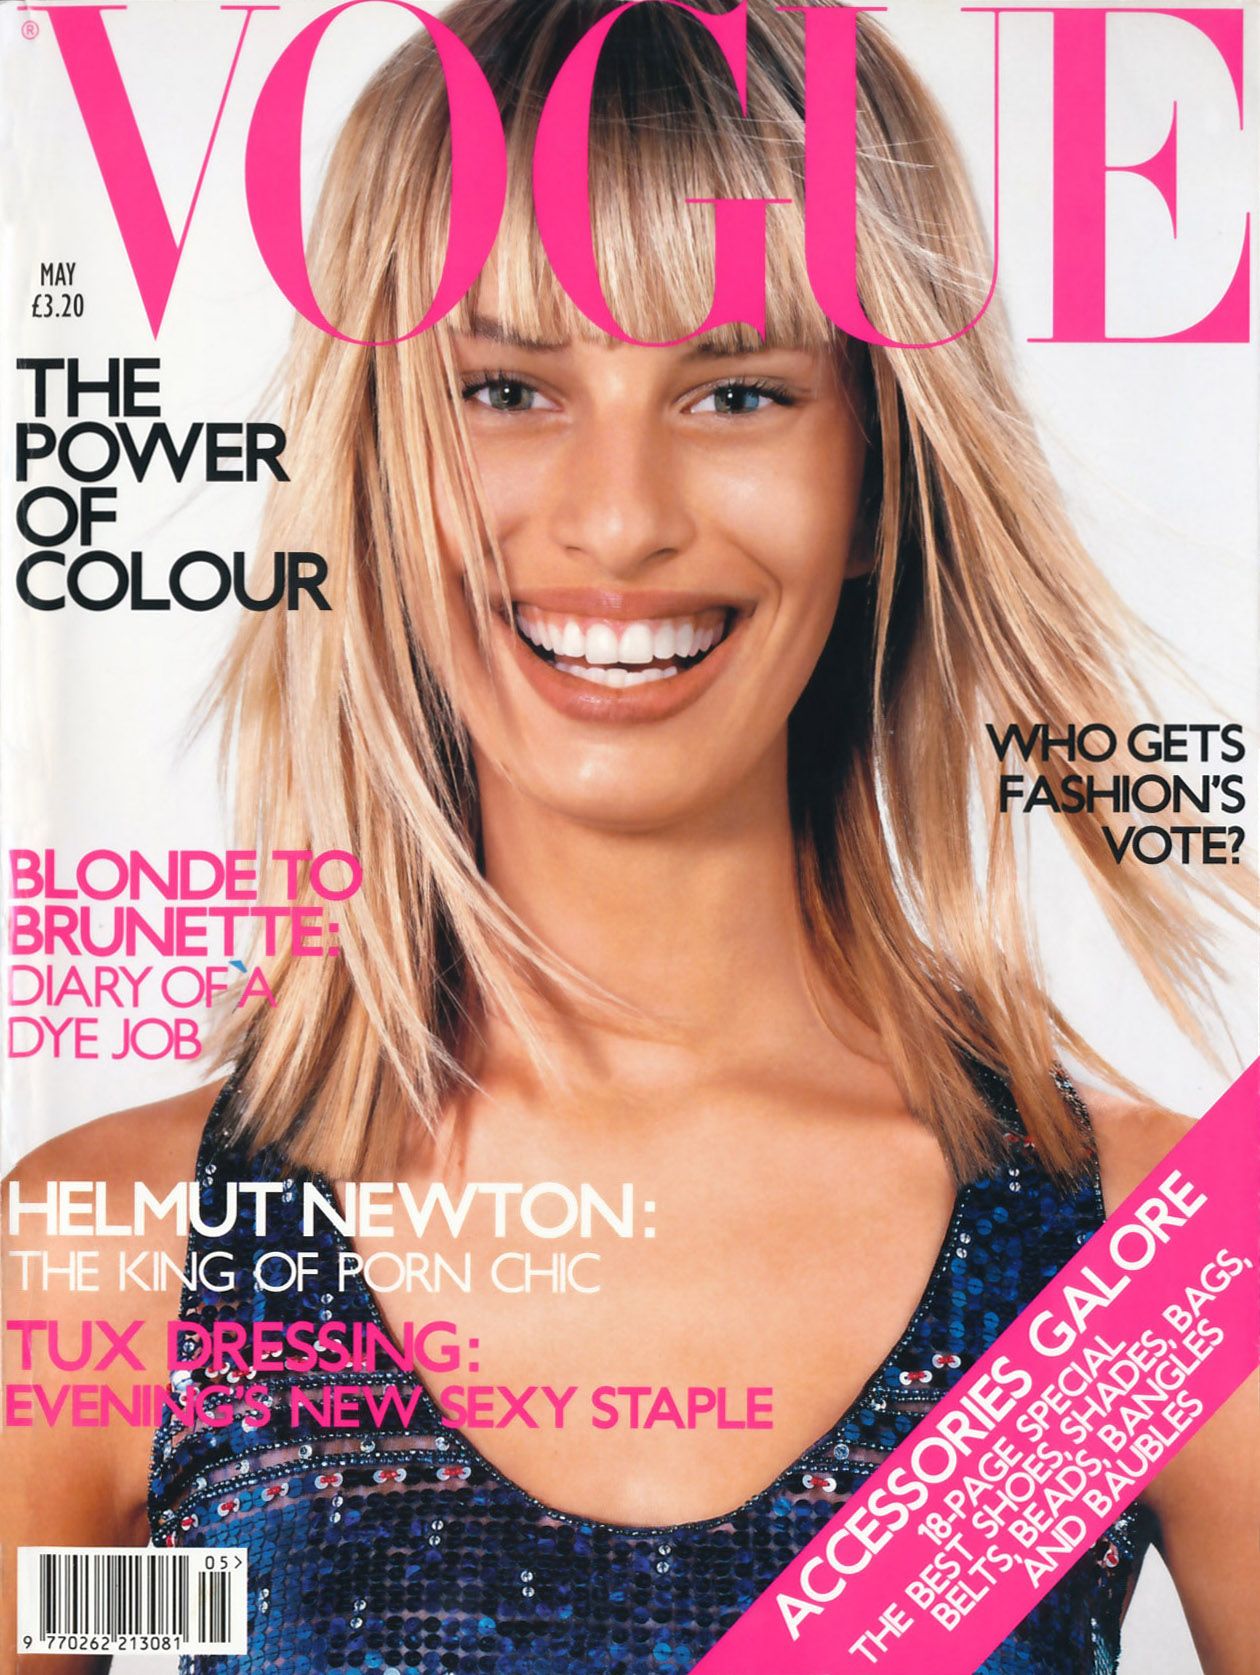 VOGUE
®
MAY
£3.20
THE
POWER
OF
COLOUR
WHO GETS
FASHION'S
VOTE?
BLONDE TO
BRUNETTE:
DIARY OF A
DYE JOB
HELMUT NEWTON:
THE KING OF PORN CHIC
TUX DRESSING:
EVENING'S NEW SEXY STAPLE
ACCESSORIES GALORE
18-PAGE SPECIAL
THE BEST SHOES, SHADES, BAGS,
BELTS, BEADS, BANGLES
AND BAUBLES
05>
9 770262 213081